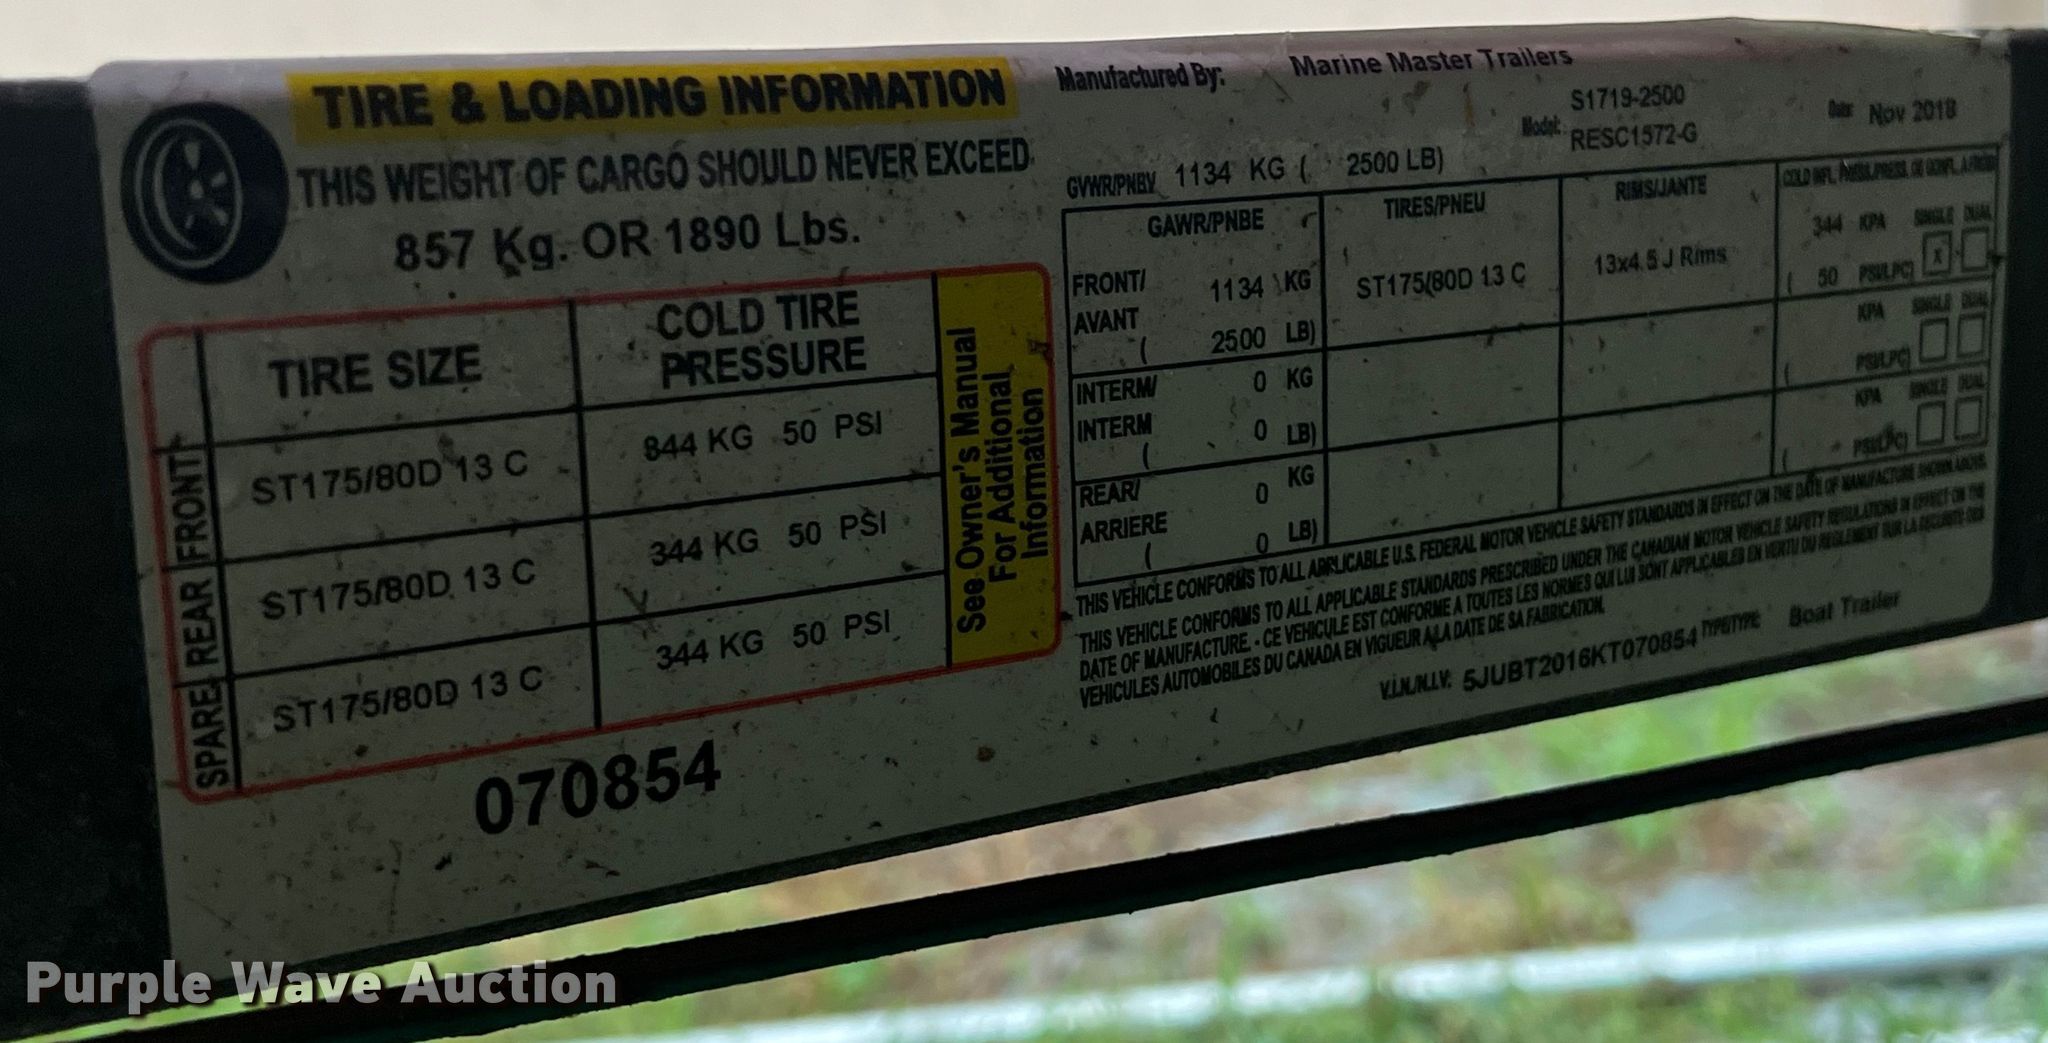 TIRE & LOADING INFORMATION
THIS WEIGHT OF CARGO SHOULD NEVER EXCEED
857 Kg. OR 1890 Lbs.
TIRE SIZE COLD TIRE PRESSURE
FRONT ST175/80D 13 C 844 KG 50 PSI
REAR ST175/80D 13 C 344 KG 50 PSI
SPARE ST175/80D 13 C 344 KG 50 PSI
See Owner's Manual
For Additional
Information
070854
Manufactured By: Marine Master Trailers
S1719-2500
Model: RESC1572-G
Date: Nov 2018
GVWR/PNBV 1134 KG ( 2500 LB)
GAWR/PNBE TIRES/PNEU RIMS/JANTE COLD INFL. PRESS./PRESS. DE GONFL. A FROID
FRONT/ 1134 KG ST175/80D 13 C 13x4.5 J Rims 344 KPA SINGLE DUAL
AVANT ( 2500 LB) ( 50 PSI/LPC) X
INTERM/ 0 KG KPA SINGLE DUAL
INTERM ( 0 LB) ( PSI/LPC)
REAR/ 0 KG KPA SINGLE DUAL
ARRIERE ( 0 LB) ( PSI/LPC)
THIS VEHICLE CONFORMS TO ALL APPLICABLE U.S. FEDERAL MOTOR VEHICLE SAFETY STANDARDS IN EFFECT ON THE DATE OF MANUFACTURE SHOWN ABOVE.
THIS VEHICLE CONFORMS TO ALL APPLICABLE STANDARDS PRESCRIBED UNDER THE CANADIAN MOTOR VEHICLE SAFETY REGULATIONS IN EFFECT ON THE
DATE OF MANUFACTURE. - CE VEHICULE EST CONFORME A TOUTES LES NORMES QUI LUI SONT APPLICABLES EN VERTU DU REGLEMENT SUR LA SECURITE DES
VEHICULES AUTOMOBILES DU CANADA EN VIGUEUR A LA DATE DE SA FABRICATION.
V.I.N./N.I.V: 5JUBT2016KT070854 TYPE/TYPE: Boat Trailer
Purple Wave Auction